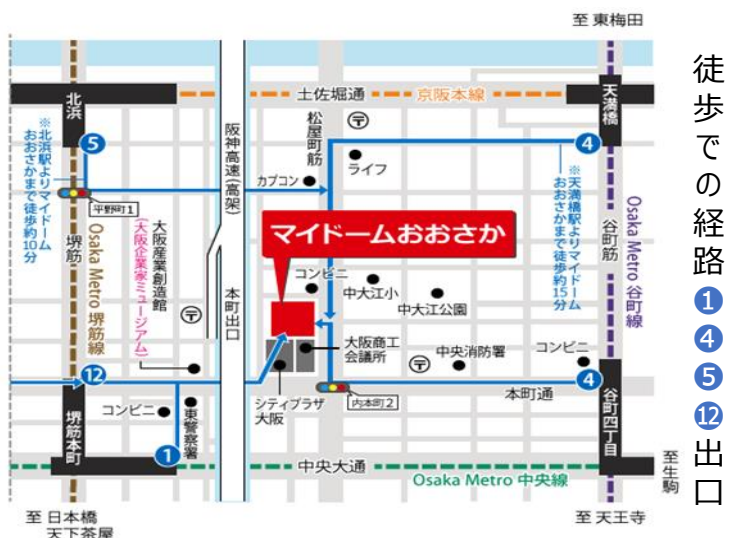 至 東梅田
北浜
土佐堀通
京阪本線
天満橋
※北浜駅よりマイドーム
おおさかまで徒歩約10分
5
阪神高速(高架)
松屋町筋
〒
ライフ
4
カプコン
平野町1
※天満橋駅よりマイドーム
おおさかまで徒歩約15分
谷町筋
Osaka Metro 谷町線
堺筋
Osaka Metro 堺筋線
大阪産業創造館
(大阪企業家ミュージアム)
〒
本町出口
マイドームおおさか
コンビニ
中大江小
中大江公園
大阪商工
会議所
〒
中央消防署
コンビニ
12
4
シティプラザ
大阪
内本町2
本町通
谷町四丁目
堺筋本町
コンビニ
東警察署
1
中央大通
Osaka Metro 中央線
至生駒
至 日本橋
天下茶屋
至 天王寺
徒歩での経路1 4 5 12出口